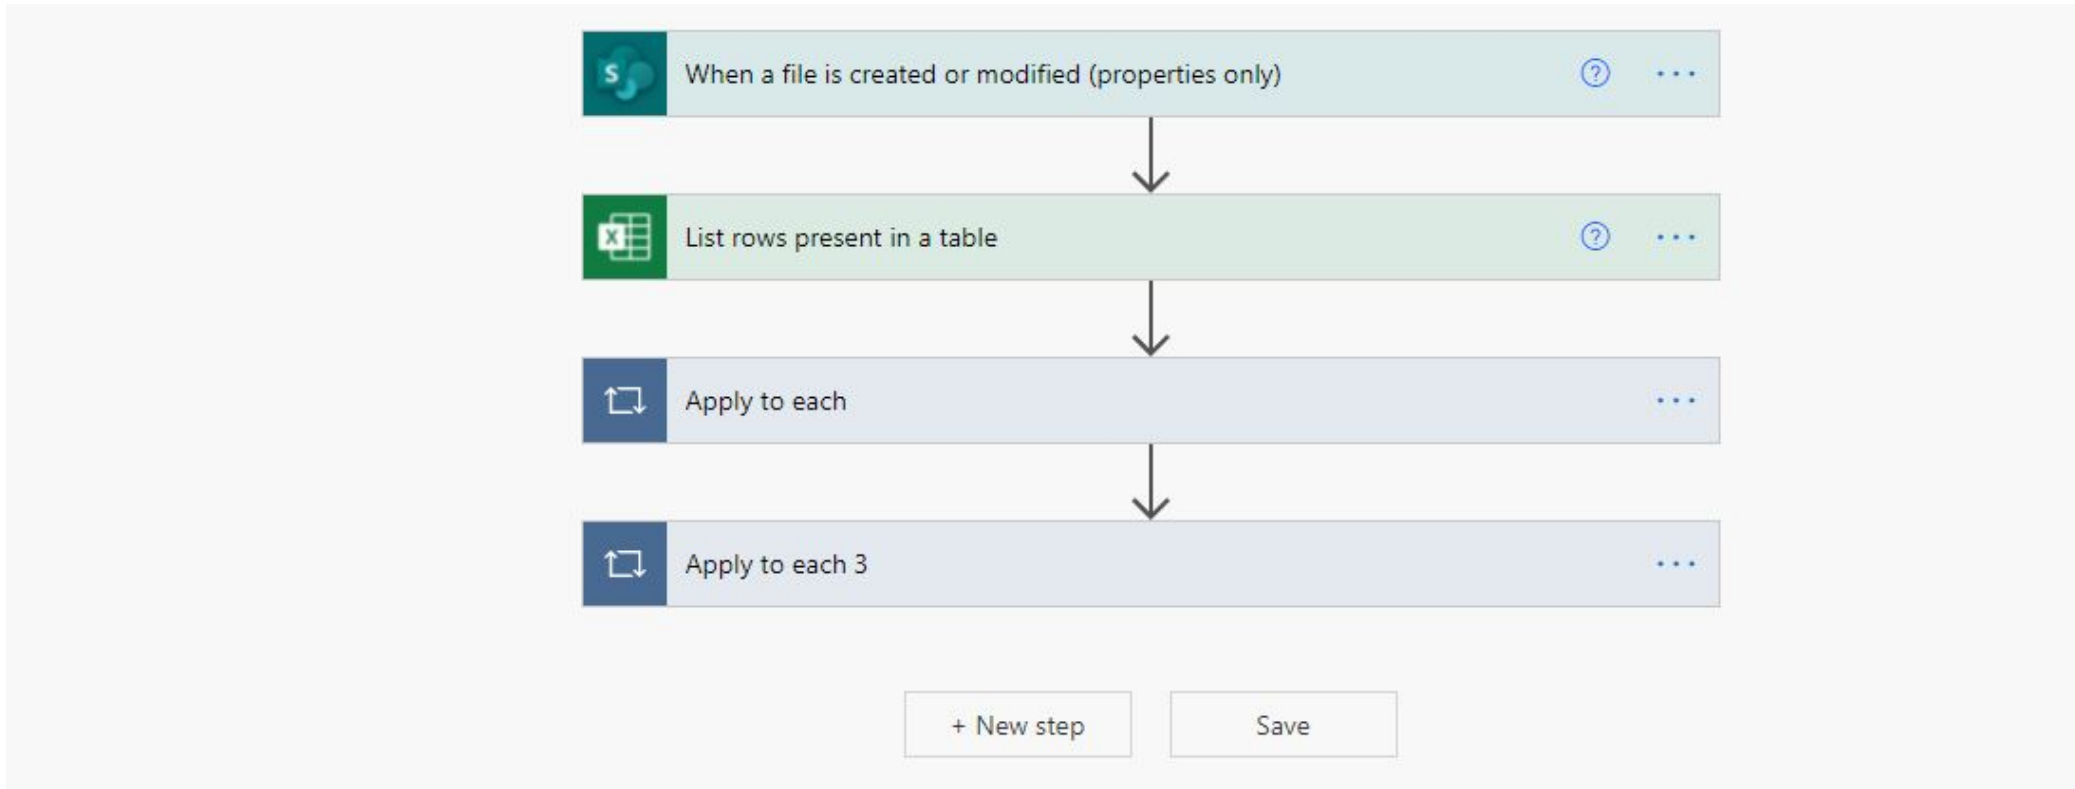 When a file is created or modified (properties only)
List rows present in a table
Apply to each
Apply to each 3
+ New step
Save